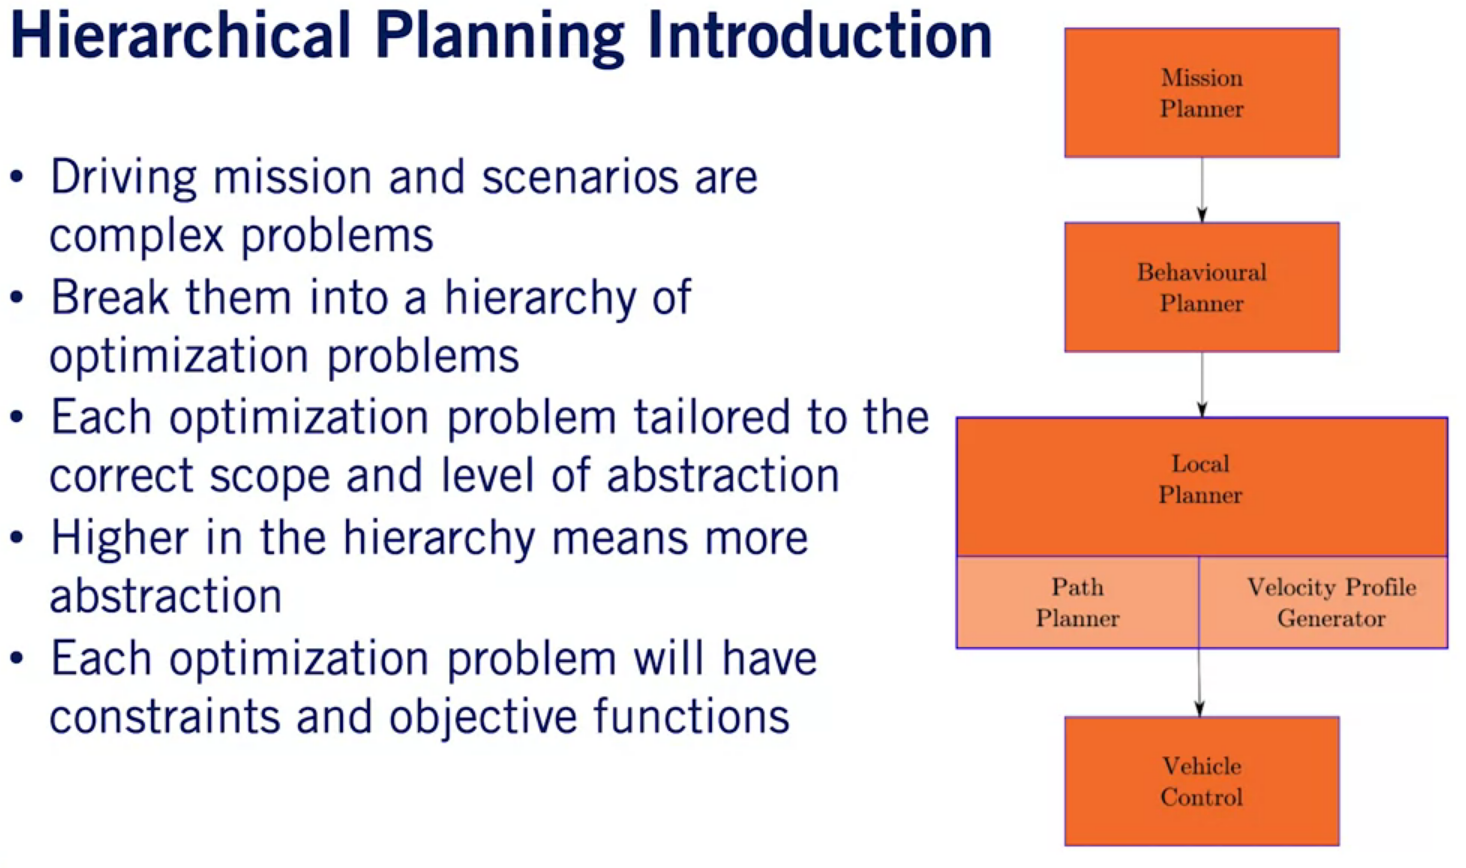 Hierarchical Planning Introduction
• Driving mission and scenarios are
complex problems
• Break them into a hierarchy of
optimization problems
• Each optimization problem tailored to the
correct scope and level of abstraction
• Higher in the hierarchy means more
abstraction
• Each optimization problem will have
constraints and objective functions
Mission
Planner
Behavioural
Planner
Local
Planner
Path
Planner
Velocity Profile
Generator
Vehicle
Control